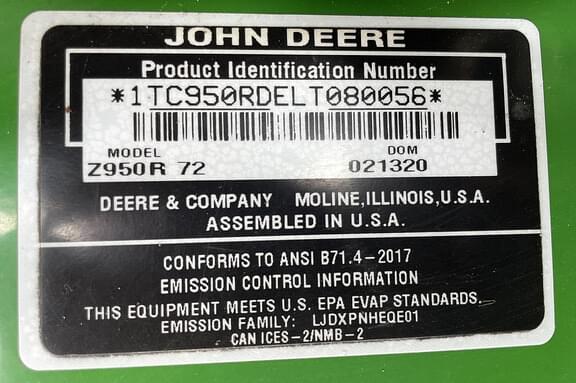 JOHN DEERE
Product Identification Number
*1TC950RDELT080056*
MODEL DOM
Z950R 72 021320
DEERE & COMPANY MOLINE,ILLINOIS,U.S.A.
ASSEMBLED IN U.S.A.
CONFORMS TO ANSI B71.4-2017
EMISSION CONTROL INFORMATION
THIS EQUIPMENT MEETS U.S. EPA EVAP STANDARDS.
EMISSION FAMILY: LJDXPNHEQE01
CAN ICES-2/NMB-2